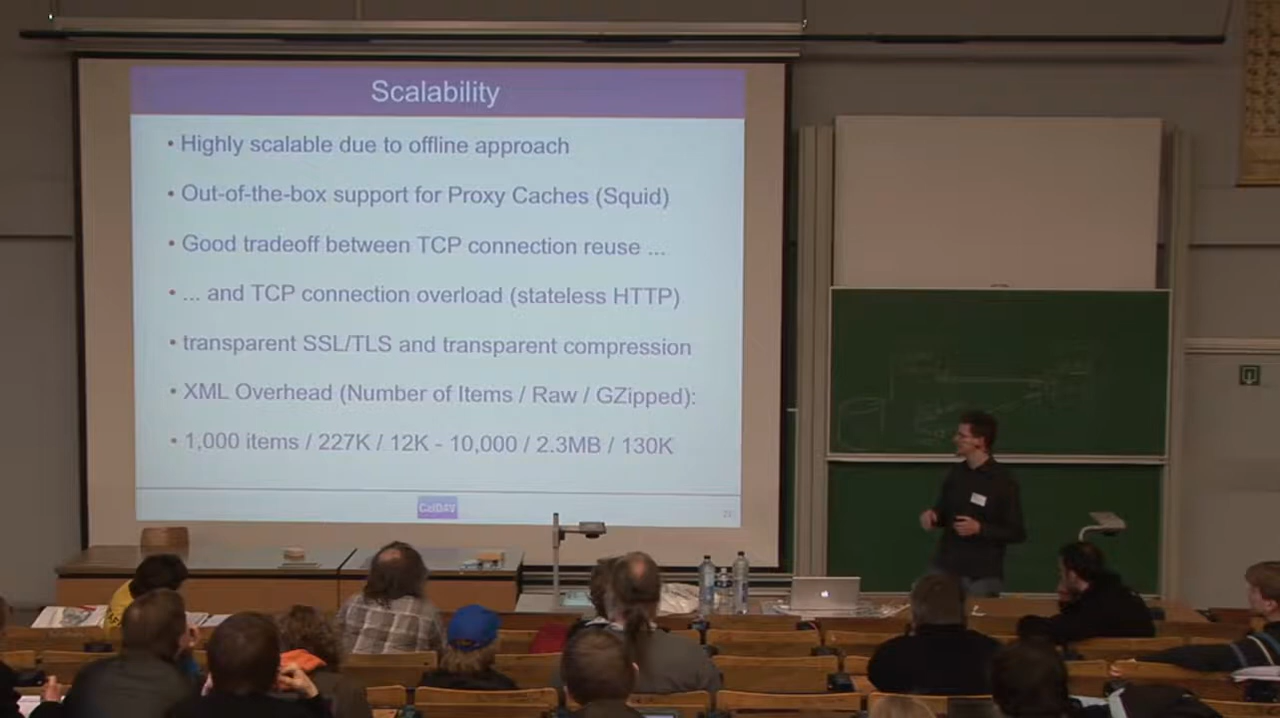 Scalability
• Highly scalable due to offline approach
• Out-of-the-box support for Proxy Caches (Squid)
• Good tradeoff between TCP connection reuse ...
• ... and TCP connection overload (stateless HTTP)
• transparent SSL/TLS and transparent compression
• XML Overhead (Number of Items / Raw / GZipped):
• 1,000 items / 227K / 12K - 10,000 / 2.3MB / 130K
CalDAV